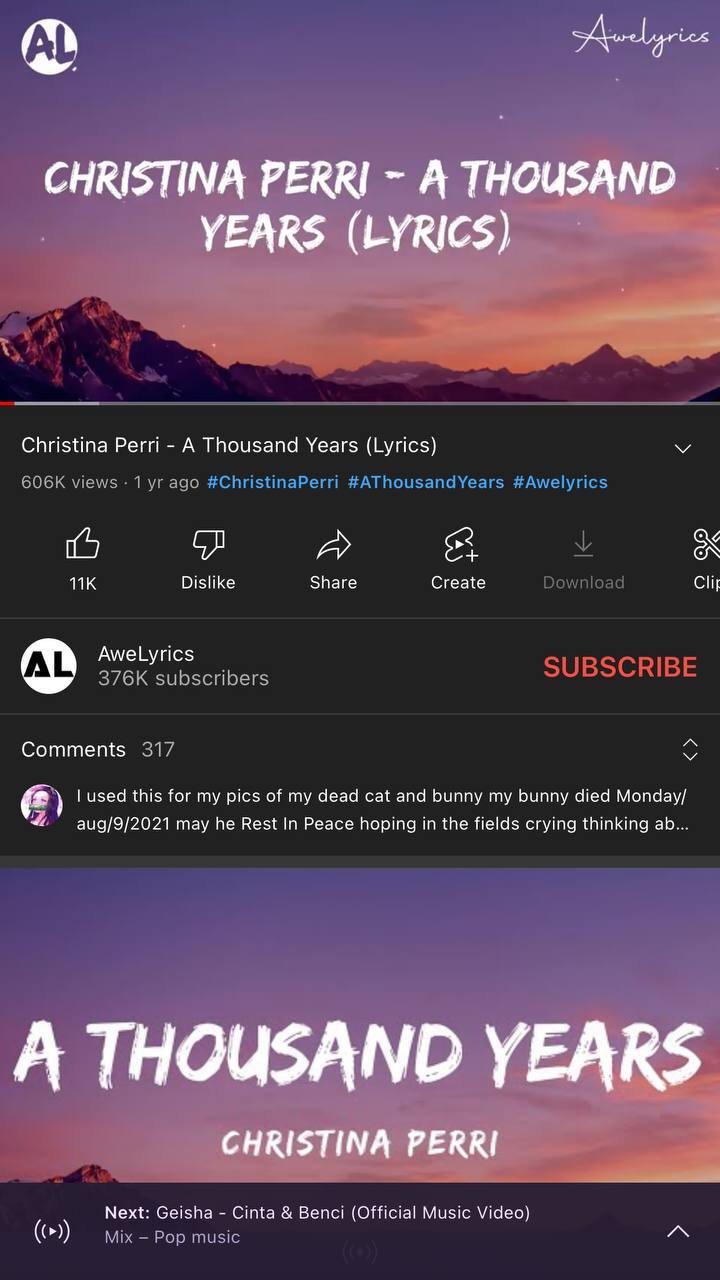 AL
Awelyrics
CHRISTINA PERRI - A THOUSAND
YEARS (LYRICS)
Christina Perri - A Thousand Years (Lyrics)
606K views · 1 yr ago #ChristinaPerri #AThousandYears #Awelyrics
11K
Dislike
Share
Create
Download
Clip
AL
AweLyrics
376K subscribers
SUBSCRIBE
Comments 317
I used this for my pics of my dead cat and bunny my bunny died Monday/
aug/9/2021 may he Rest In Peace hoping in the fields crying thinking ab...
A THOUSAND YEARS
CHRISTINA PERRI
Next: Geisha - Cinta & Benci (Official Music Video)
Mix – Pop music